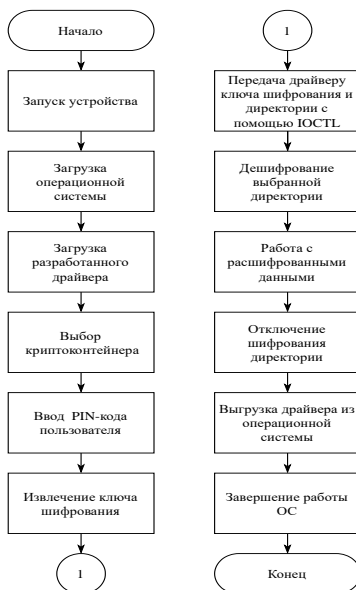 Начало
Запуск устройства
Загрузка
операционной
системы
Загрузка
разработанного
драйвера
Выбор
криптоконтейнера
Ввод PIN-кода
пользователя
Извлечение ключа
шифрования
1
1
Передача драйверу
ключа шифрования и
директории с
помощью IOCTL
Дешифрование
выбранной
директории
Работа с
расшифрованными
данными
Отключение
шифрования
директории
Выгрузка драйвера из
операционной
системы
Завершение работы
ОС
Конец